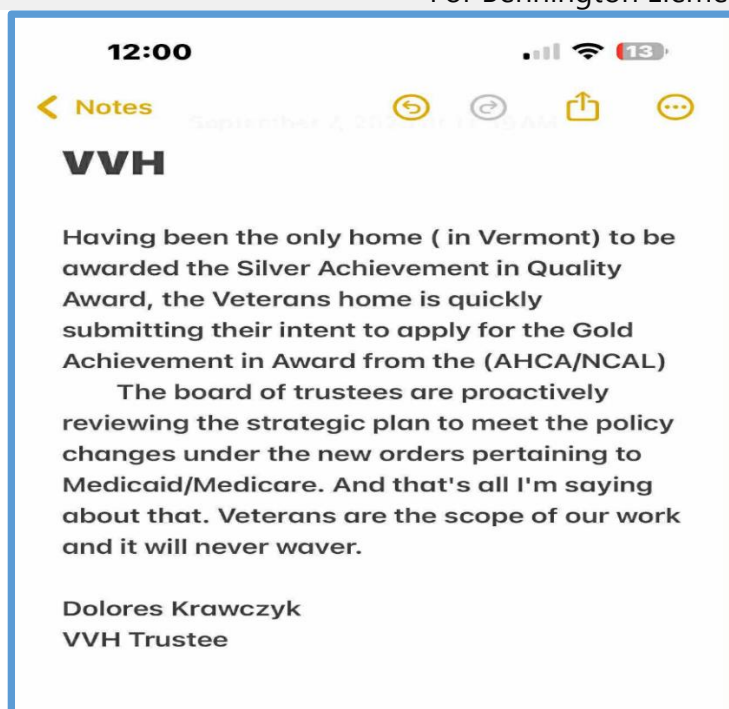 12:00
13
Notes
VVH
Having been the only home ( in Vermont) to be
awarded the Silver Achievement in Quality
Award, the Veterans home is quickly
submitting their intent to apply for the Gold
Achievement in Award from the (AHCA/NCAL)
The board of trustees are proactively
reviewing the strategic plan to meet the policy
changes under the new orders pertaining to
Medicaid/Medicare. And that's all I'm saying
about that. Veterans are the scope of our work
and it will never waver.
Dolores Krawczyk
VVH Trustee